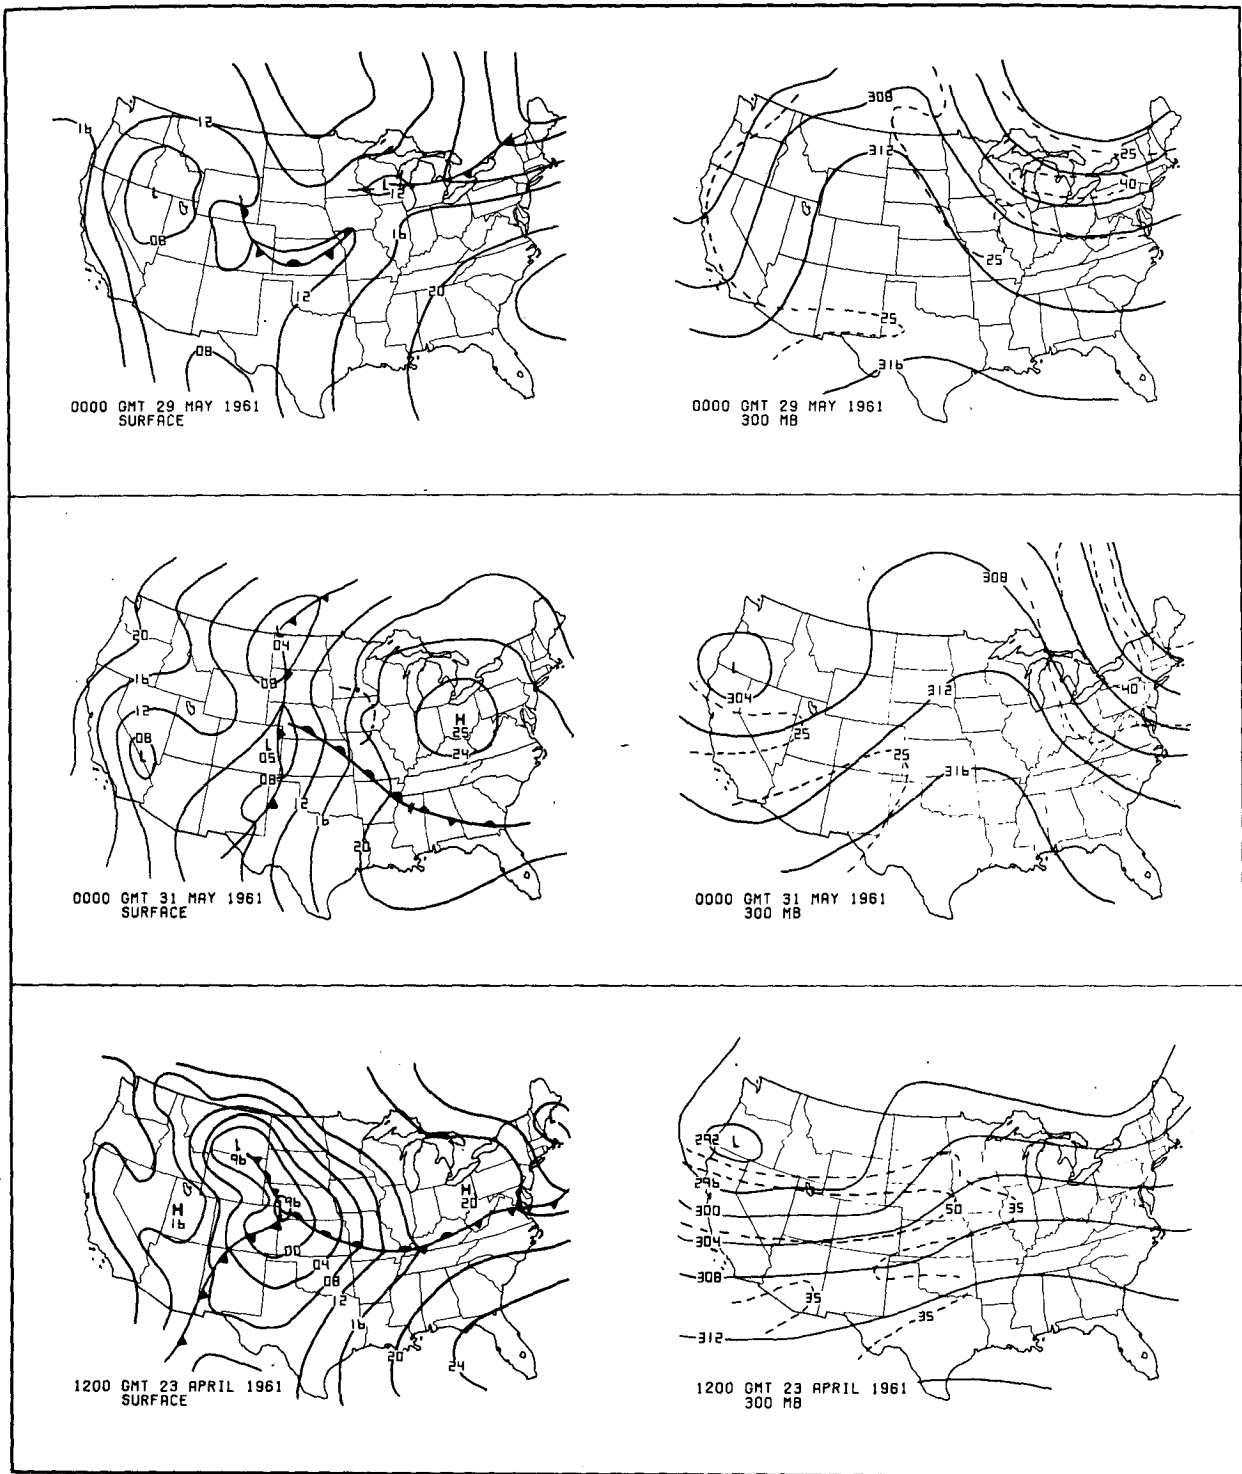 16
12
L
08
L
12
16
12
20
08
0000 GMT 29 MAY 1961
SURFACE
308
312
25
40
25
25
316
0000 GMT 29 MAY 1961
300 MB
20
L
04
16
08
12
08
L
L
05
08
H
25
24
12
16
20
0000 GMT 31 MAY 1961
SURFACE
308
L
304
312
40
25
25
316
0000 GMT 31 MAY 1961
300 MB
L
96
H
16
96
H
20
00
04
08
12
16
20
24
1200 GMT 23 APRIL 1961
SURFACE
292
L
296
300
50
35
304
308
35
35
312
1200 GMT 23 APRIL 1961
300 MB